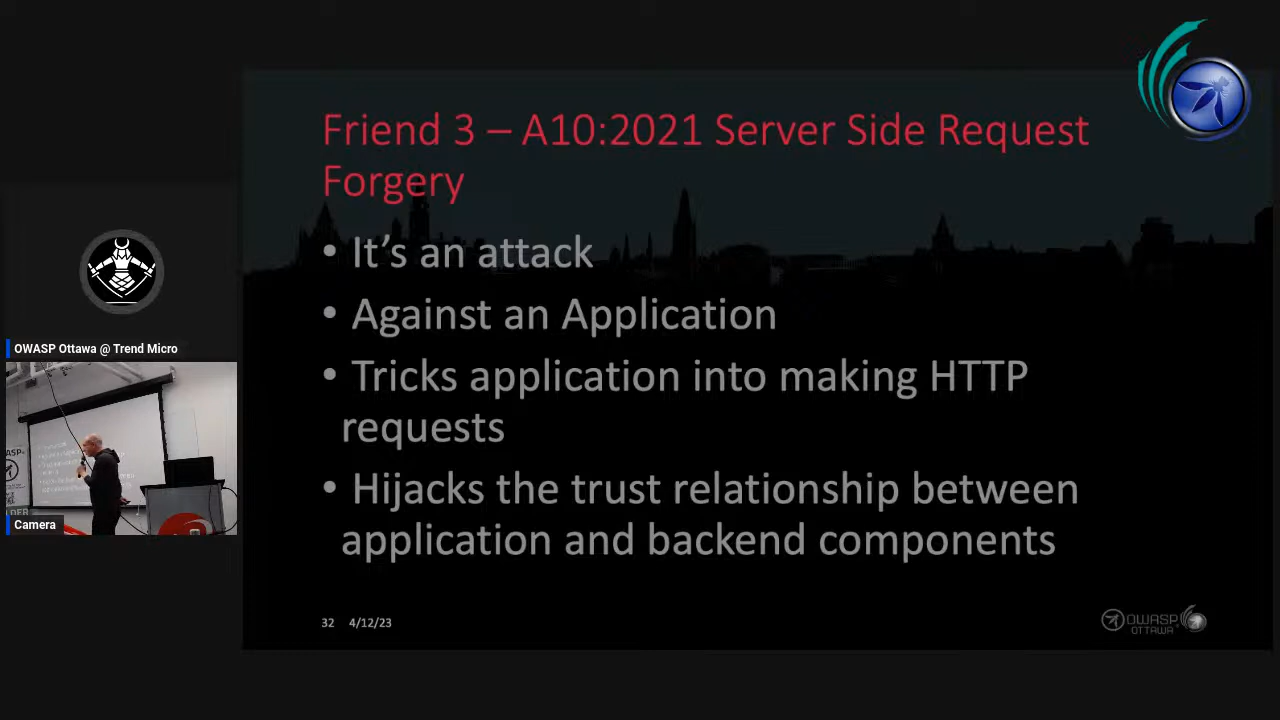 Friend 3 – A10:2021 Server Side Request
Forgery
• It’s an attack
• Against an Application
• Tricks application into making HTTP
requests
• Hijacks the trust relationship between
application and backend components
32 4/12/23
OWASP
OTTAWA
OWASP Ottawa @ Trend Micro
Camera